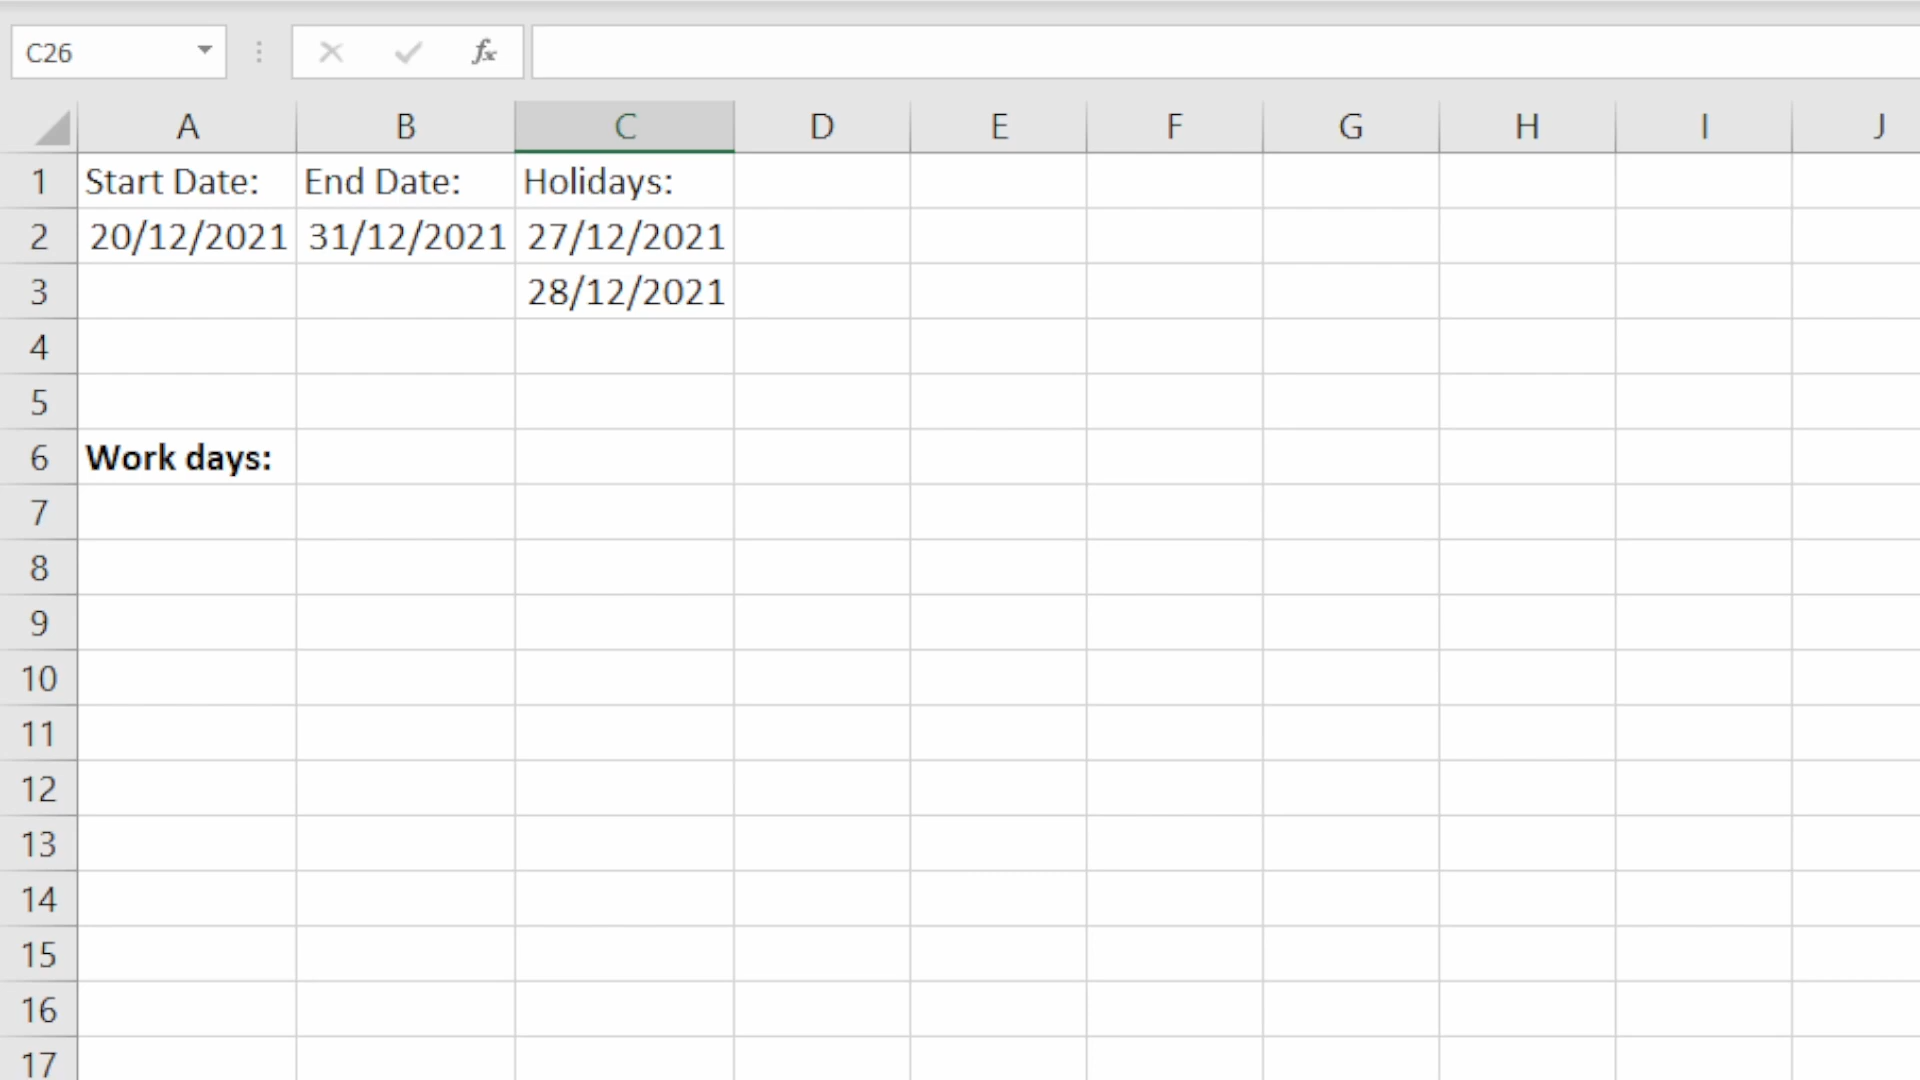 C26 fx
A B C D E F G H I J
1 Start Date: End Date: Holidays:
2 20/12/2021 31/12/2021 27/12/2021
3 28/12/2021
4
5
6 Work days:
7
8
9
10
11
12
13
14
15
16
17